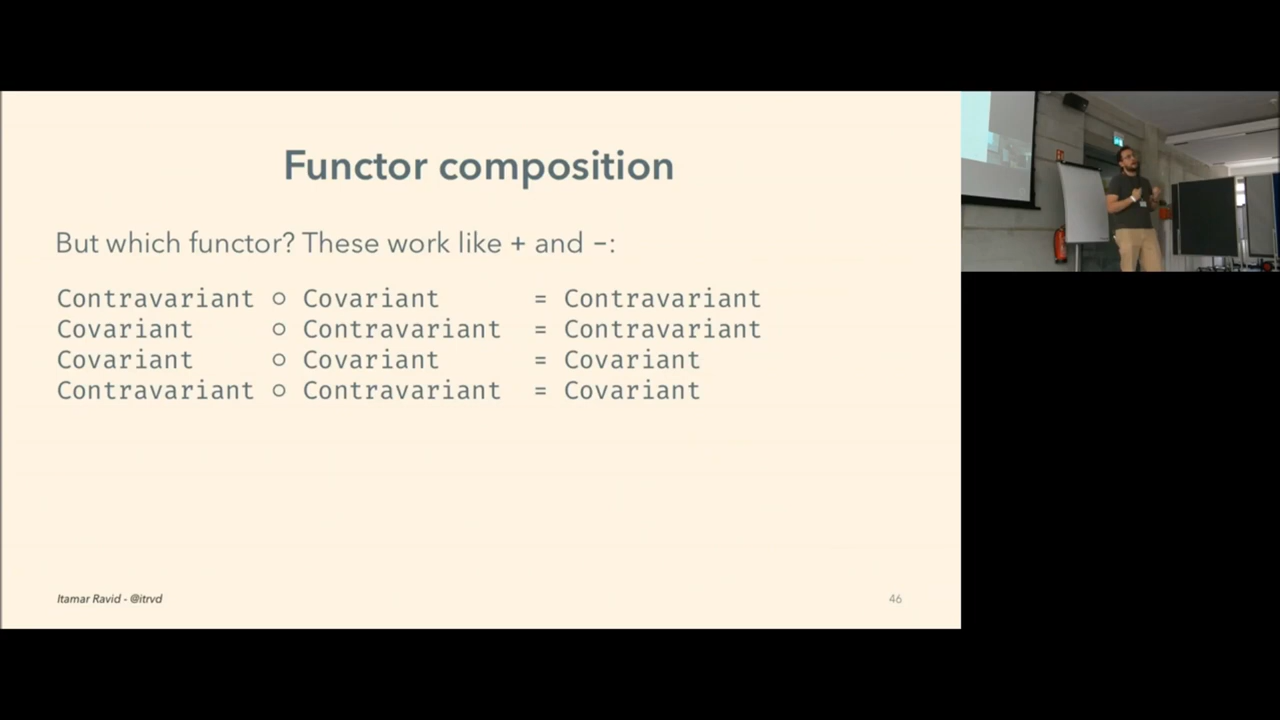 Functor composition
But which functor? These work like + and -:
Contravariant ○ Covariant = Contravariant
Covariant ○ Contravariant = Contravariant
Covariant ○ Covariant = Covariant
Contravariant ○ Contravariant = Covariant
Itamar Ravid - @itrvd
46